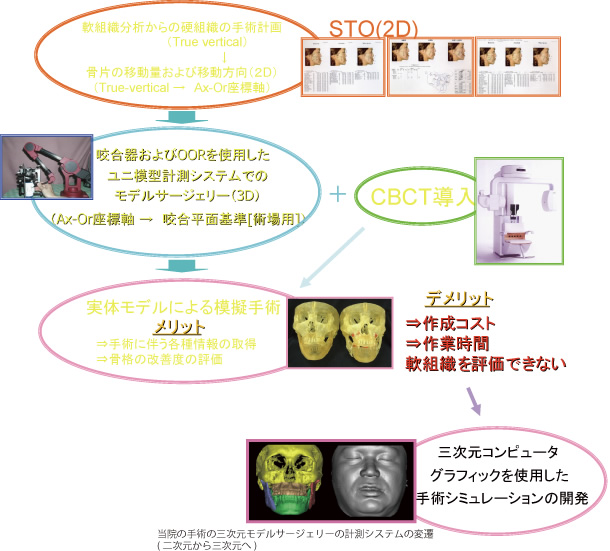 軟組織分析からの硬組織の手術計画
(True vertical)
骨片の移動量および移動方向(2D)
(True-vertical → Ax-Or座標軸)
STO(2D)
咬合器およびOORを使用した
ユニ模型計測システムでの
モデルサージェリー(3D)
(Ax-Or座標軸 → 咬合平面基準[術場用])
+
CBCT導入
実体モデルによる模擬手術
メリット
⇒手術に伴う各種情報の取得
⇒骨格の改善度の評価
デメリット
⇒作成コスト
⇒作業時間
軟組織を評価できない
三次元コンピュータ
グラフィックを使用した
手術シミュレーションの開発
当院の手術の三次元モデルサージェリーの計測システムの変遷
(二次元から三次元へ)